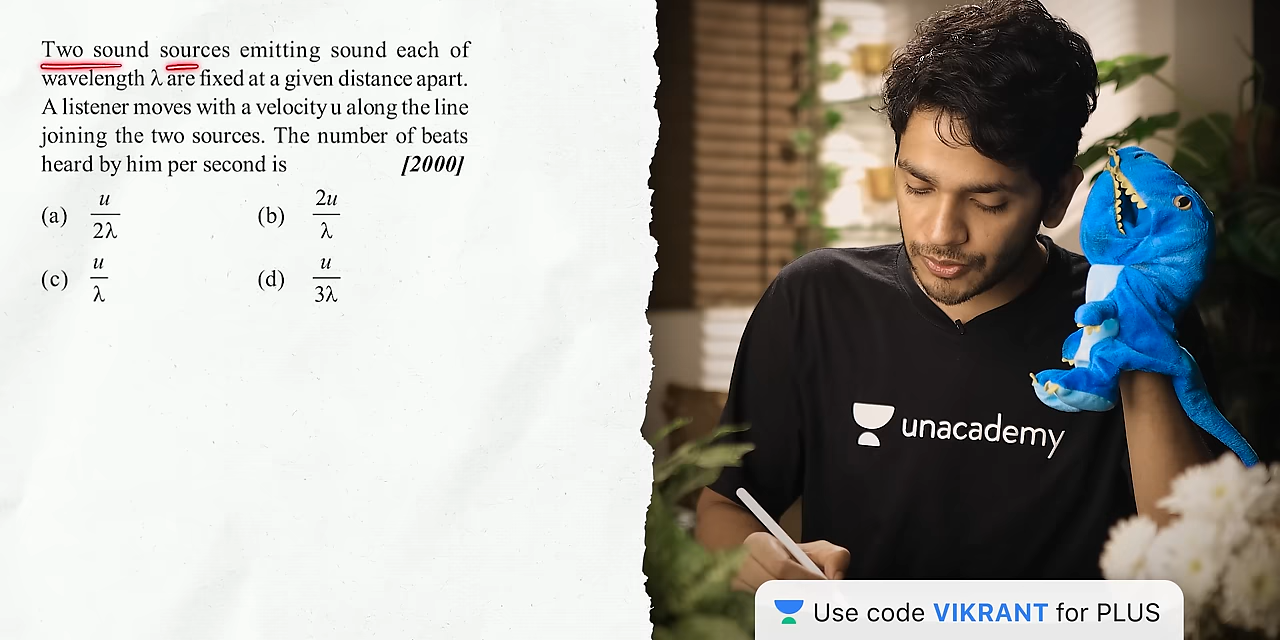 Two sound sources emitting sound each of
wavelength λ are fixed at a given distance apart.
A listener moves with a velocity u along the line
joining the two sources. The number of beats
heard by him per second is [2000]
(a) u/2λ (b) 2u/λ
(c) u/λ (d) u/3λ
unacademy
Use code VIKRANT for PLUS